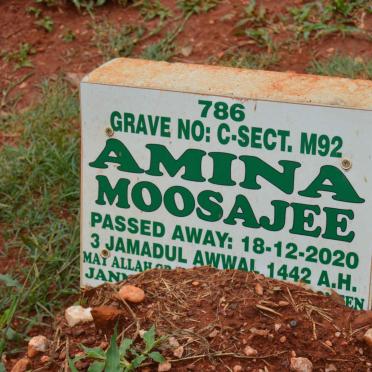 786
GRAVE NO: C-SECT. M92
AMINA
MOOSAJEE
PASSED AWAY: 18-12-2020
3 JAMADUL AWWAL 1442 A.H.
MAY ALLAH